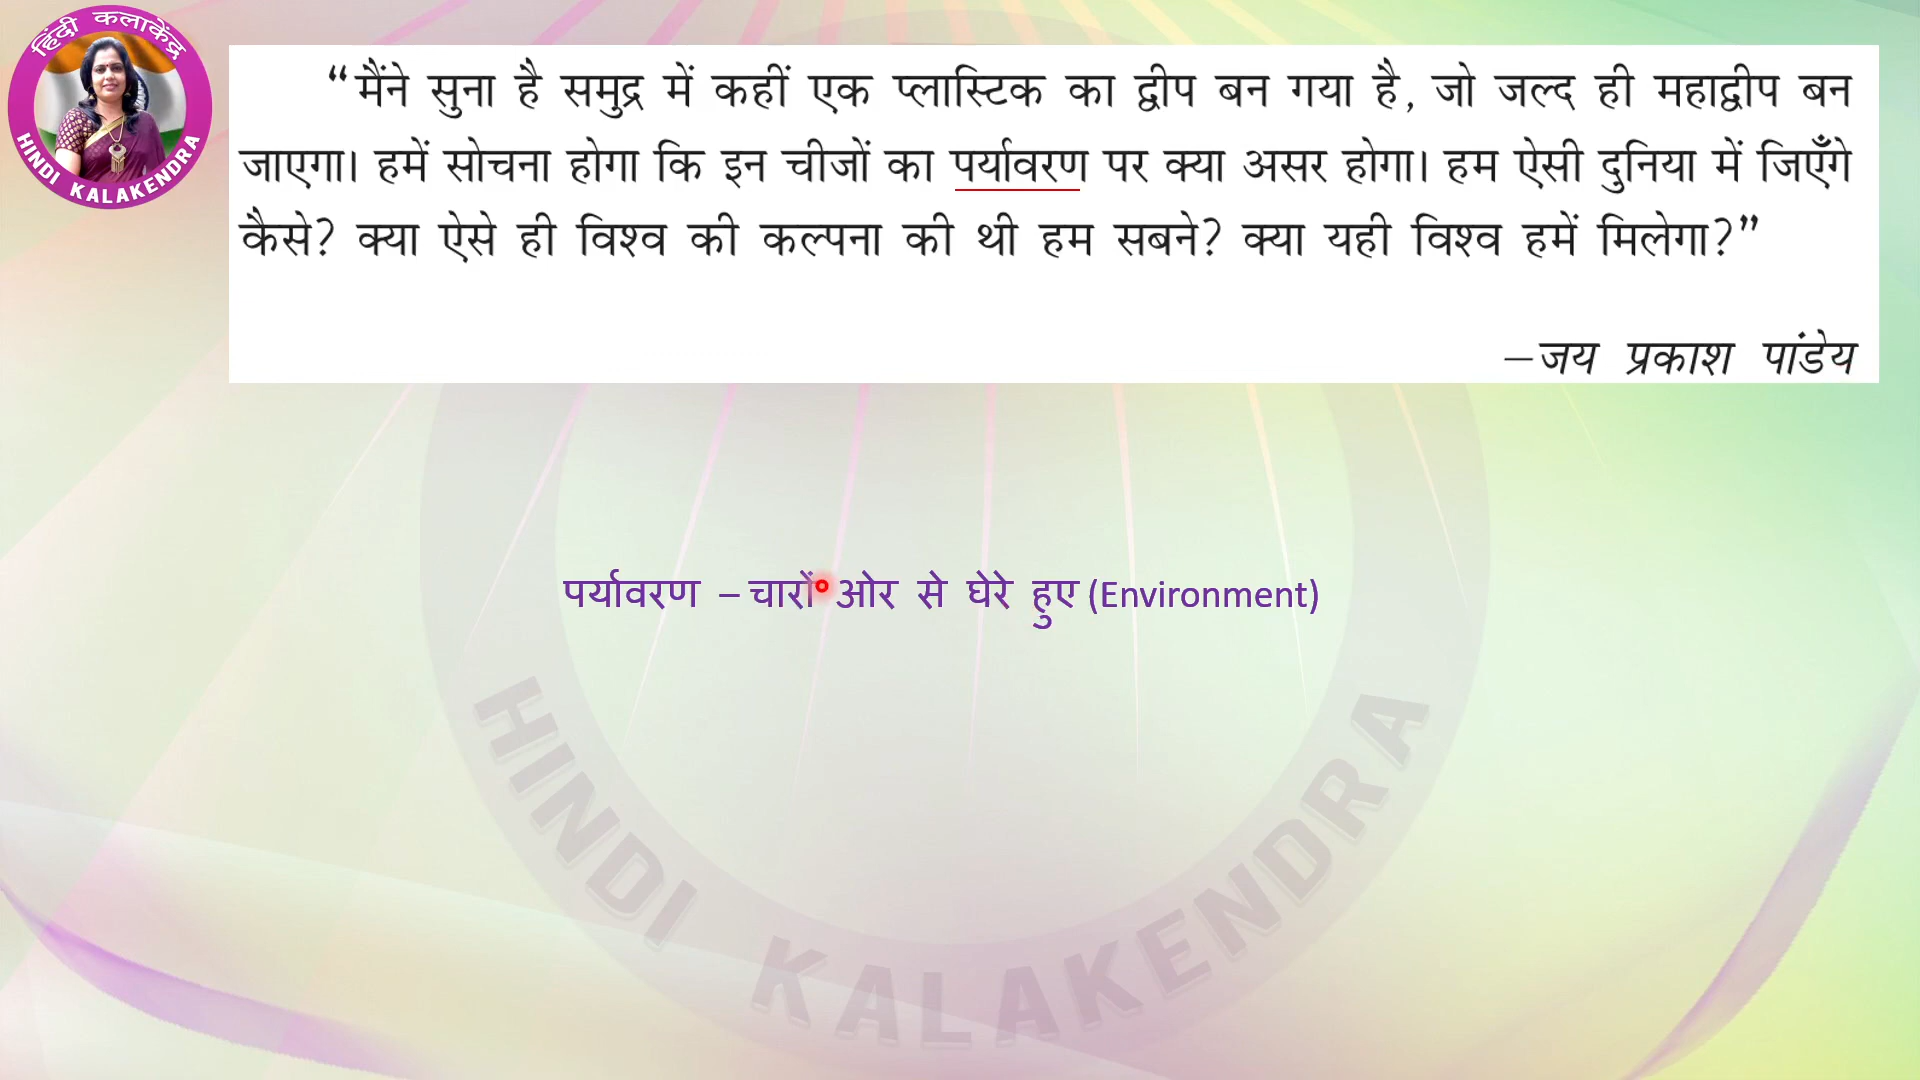 हिंदी कलाकेंद्र
HINDI KALAKENDRA
“मैंने सुना है समुद्र में कहीं एक प्लास्टिक का द्वीप बन गया है, जो जल्द ही महाद्वीप बन
जाएगा। हमें सोचना होगा कि इन चीजों का पर्यावरण पर क्या असर होगा। हम ऐसी दुनिया में जिएँगे
कैसे? क्या ऐसे ही विश्व की कल्पना की थी हम सबने? क्या यही विश्व हमें मिलेगा?”
–जय प्रकाश पांडेय
पर्यावरण – चारों ओर से घेरे हुए (Environment)
HINDI KALAKENDRA